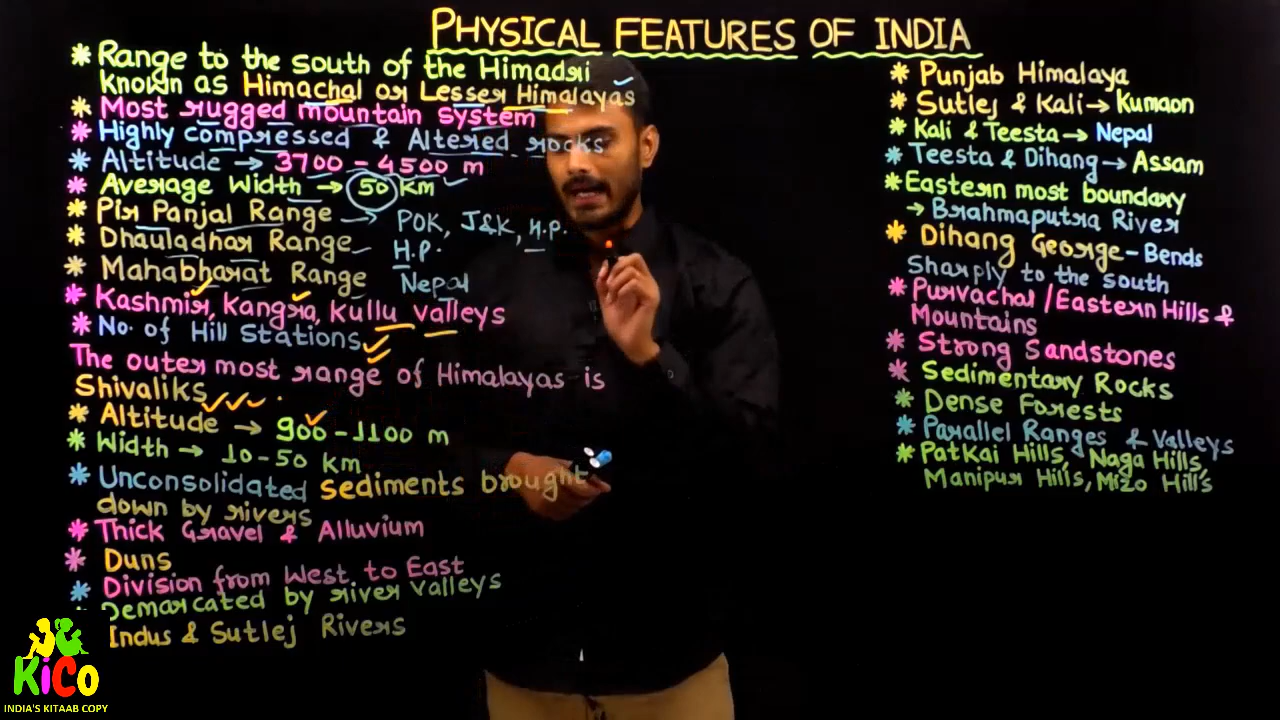 PHYSICAL FEATURES OF INDIA
* Range to the south of the Himadri
known as Himachal or Lesser Himalayas
* Most rugged mountain system
* Highly compressed & Altered rocks
* Altitude → 3700 - 4500 m
* Average Width → 50 km
* Pir Panjal Range → POK, J&K, H.P.
* Dhauladhar Range - H.P.
* Mahabharat Range Nepal
* Kashmir, Kangra, Kullu valleys
* No. of Hill Stations
The outer most range of Himalayas is
Shivaliks
* Altitude → 900 - 1100 m
* Width → 10-50 km
* Unconsolidated sediments brought
down by rivers
* Thick Gravel & Alluvium
* Duns
* Division from West to East
* Demarcated by river valleys
Indus & Sutlej Rivers
* Punjab Himalaya
* Sutlej & Kali → Kumaon
* Kali & Teesta → Nepal
* Teesta & Dihang → Assam
* Eastern most boundary
→ Brahmaputra River
* Dihang George - Bends
Sharply to the south
* Purvachal/Eastern Hills &
Mountains
* Strong Sandstones
* Sedimentary Rocks
* Dense Forests
* Parallel Ranges & Valleys
* Patkai Hills, Naga Hills,
Manipur Hills, Mizo Hills
KiCo
INDIA'S KITAAB COPY